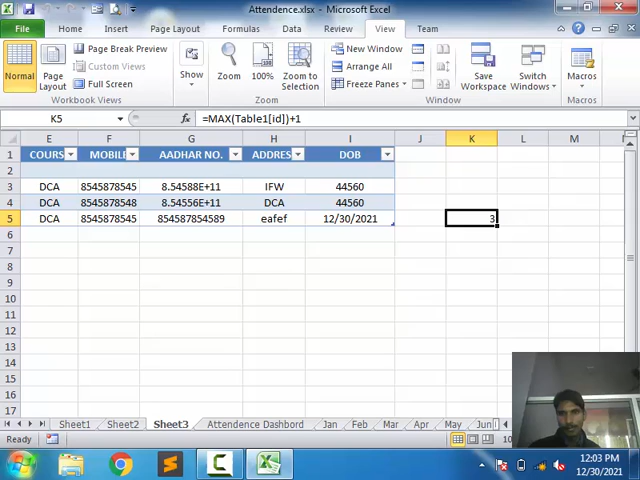 Attendence.xlsx - Microsoft Excel
File Home Insert Page Layout Formulas Data Review View Team
Normal Page Layout Page Break Preview Custom Views Full Screen Workbook Views
Show
Zoom 100% Zoom to Selection Zoom
New Window Arrange All Freeze Panes Save Workspace Switch Windows Window
Macros Macros
K5 fx =MAX(Table1[id])+1
E F G H I J K L M
1 COURS MOBILE AADHAR NO. ADDRES DOB
2
3 DCA 8545878545 8.54588E+11 IFW 44560
4 DCA 8545878548 8.54556E+11 DCA 44560
5 DCA 8545878545 854587854589 eafef 12/30/2021 3
6
7
8
9
10
11
12
13
14
15
16
17
Sheet1 Sheet2 Sheet3 Attendence Dashbord Jan Feb Mar Apr May Jun
Ready
12:03 PM
12/30/2021